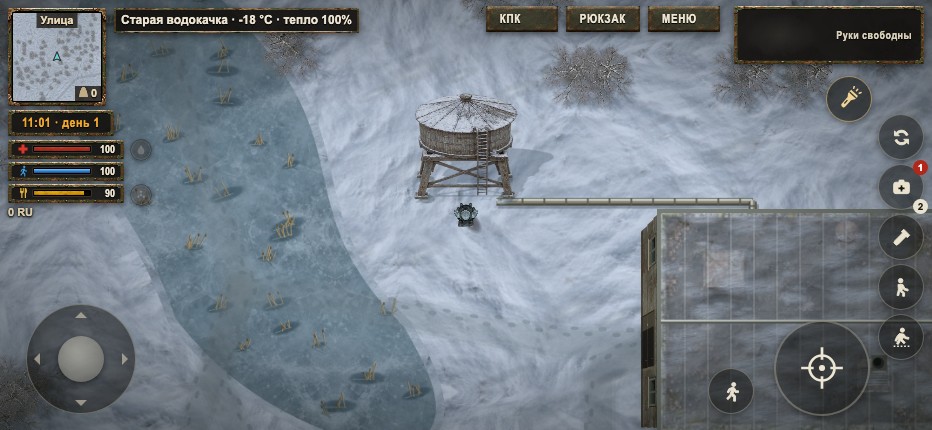 Улица
Старая водокачка · -18 °C · тепло 100%
КПК
РЮКЗАК
МЕНЮ
Руки свободны
0
11:01 · день 1
100
100
90
0 RU
1
2